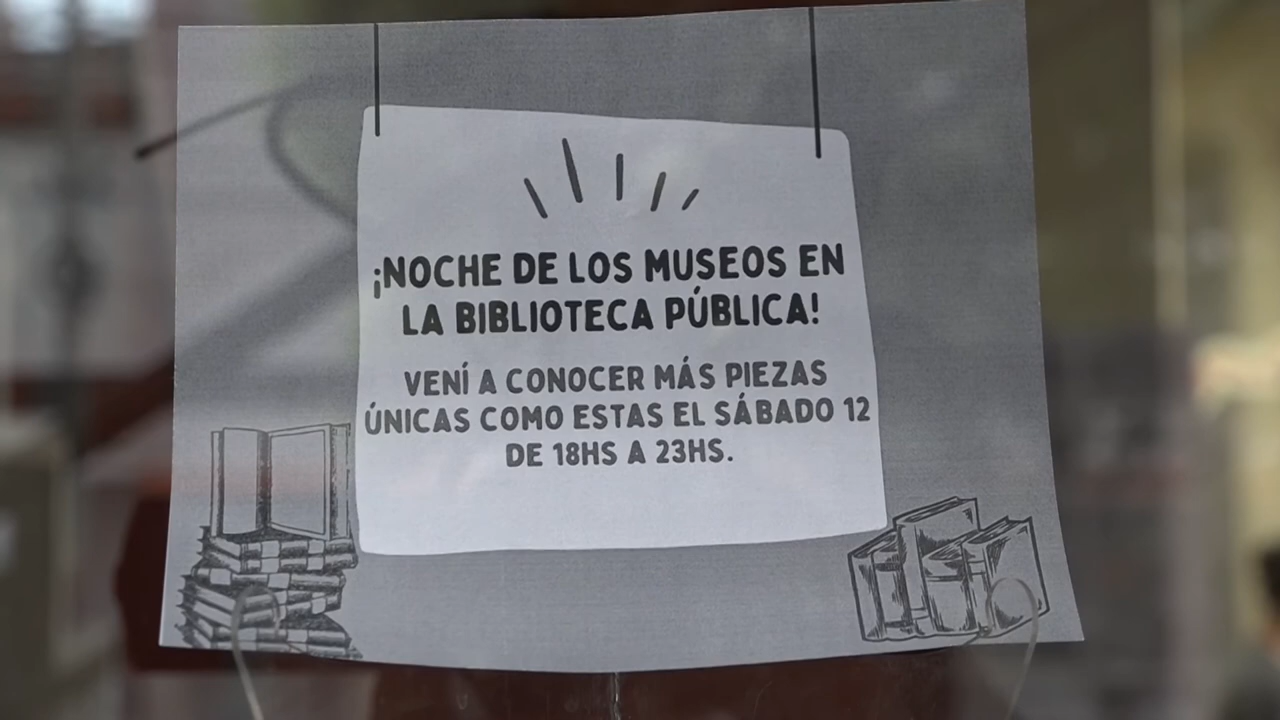 ¡NOCHE DE LOS MUSEOS EN
LA BIBLIOTECA PÚBLICA!
VENÍ A CONOCER MÁS PIEZAS
ÚNICAS COMO ESTAS EL SÁBADO 12
DE 18HS A 23HS.